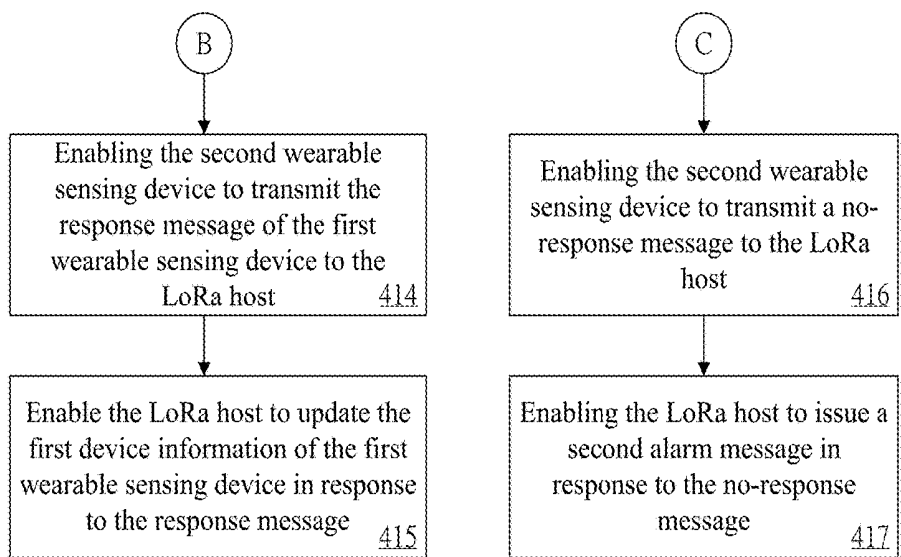 B
Enabling the second wearable
sensing device to transmit the
response message of the first
wearable sensing device to the
LoRa host
414
Enable the LoRa host to update the
first device information of the first
wearable sensing device in response
to the response message
415
C
Enabling the second wearable
sensing device to transmit a no-
response message to the LoRa
host
416
Enabling the LoRa host to issue a
second alarm message in
response to the no-response
message
417